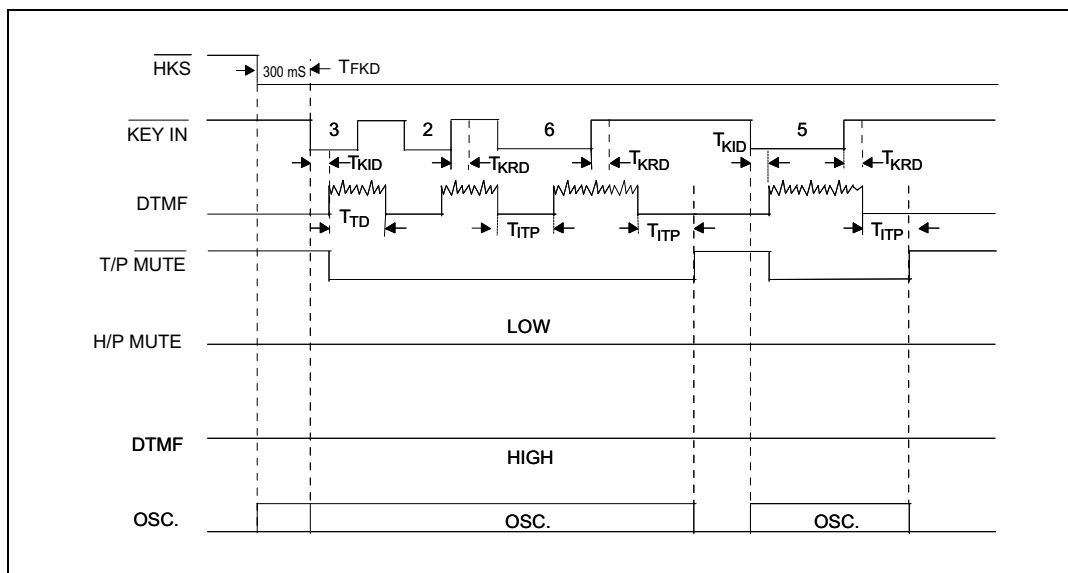 HKS
300 mS
TFKD
KEY IN
3
2
6
5
TKID
TKRD
TKRD
TKID
TKRD
DTMF
TTD
TITP
TITP
TITP
T/P MUTE
LOW
H/P MUTE
DTMF
HIGH
OSC.
OSC.
OSC.